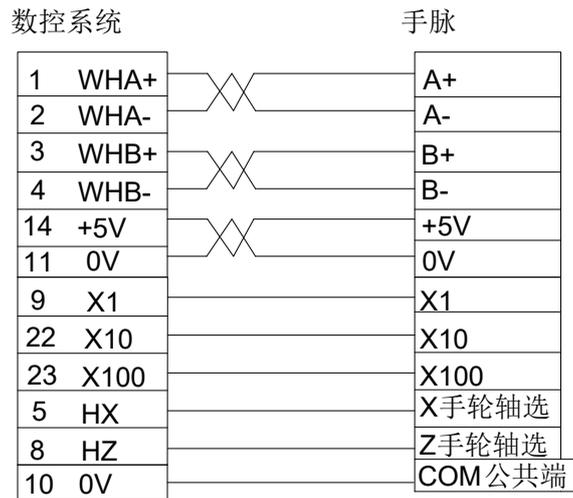 数控系统 手脉
1 WHA+ A+
2 WHA- A-
3 WHB+ B+
4 WHB- B-
14 +5V +5V
11 0V 0V
9 X1 X1
22 X10 X10
23 X100 X100
5 HX X手轮轴选
8 HZ Z手轮轴选
10 0V COM公共端